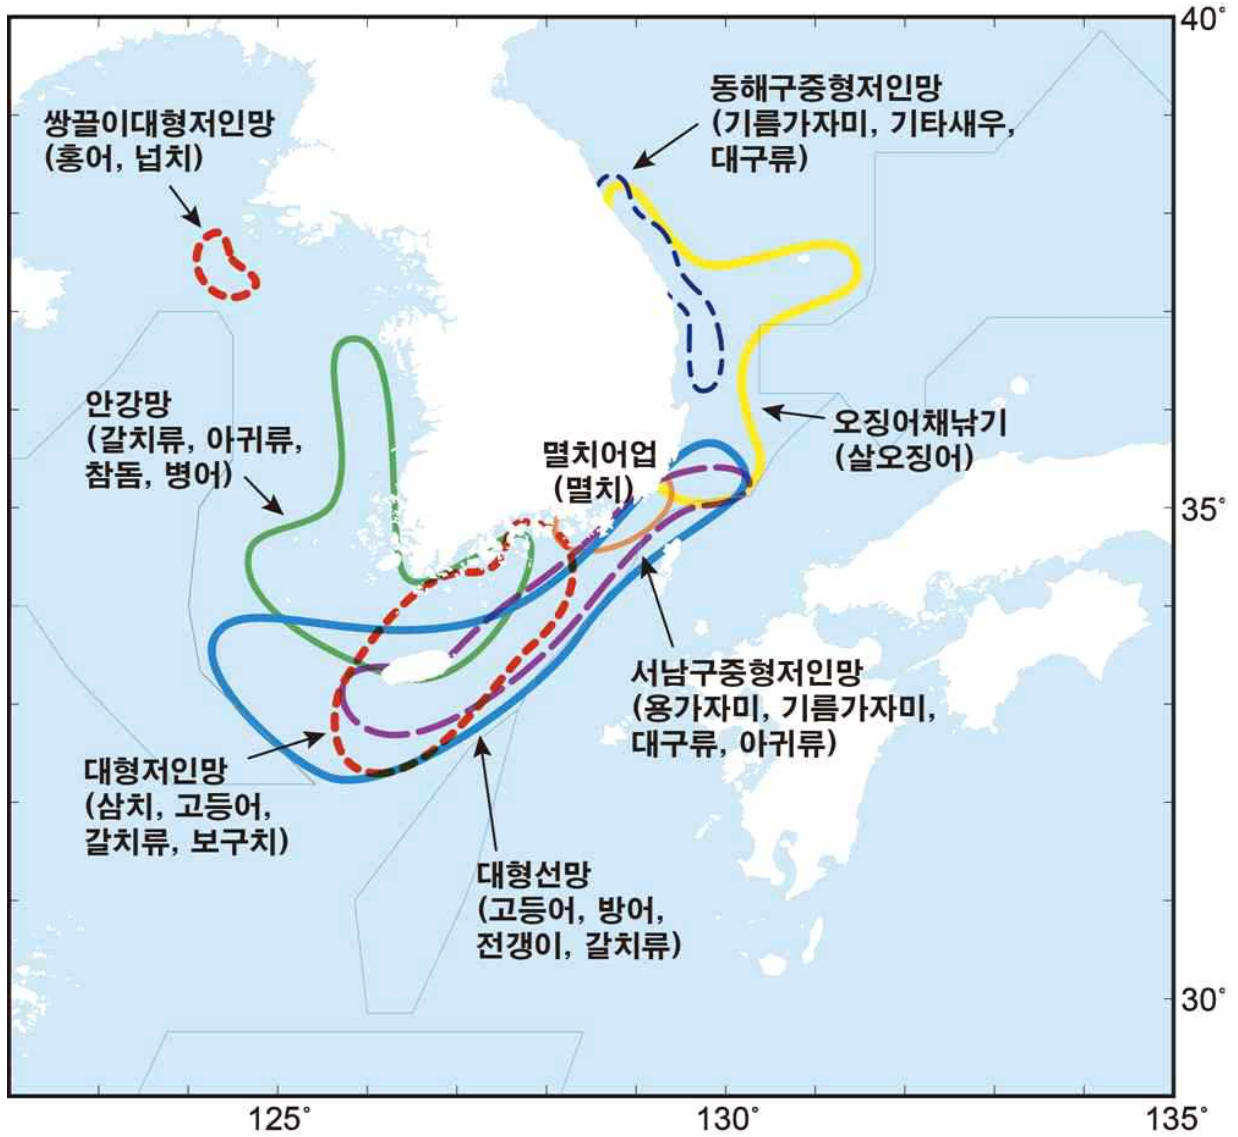 40°
동해구중형저인망
(기름가자미, 기타새우,
대구류)
쌍끌이대형저인망
(홍어, 넙치)
안강망
(갈치류, 아귀류,
참돔, 병어)
오징어채낚기
(살오징어)
멸치어업
(멸치)
35°
서남구중형저인망
(용가자미, 기름가자미,
대구류, 아귀류)
대형저인망
(삼치, 고등어,
갈치류, 보구치)
대형선망
(고등어, 방어,
전갱이, 갈치류)
30°
125°
130°
135°